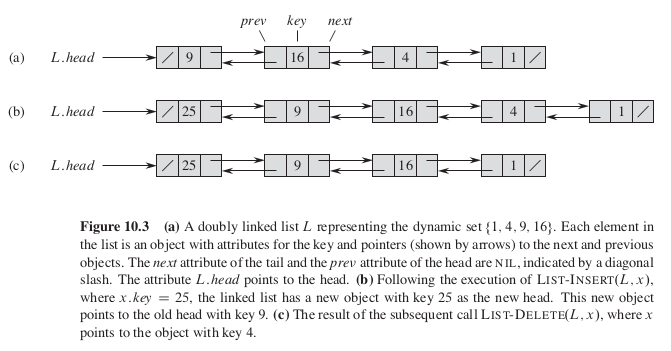 prev key next
(a) L.head / 9 16 4 1 /
(b) L.head / 25 9 16 4 1 /
(c) L.head / 25 9 16 1 /
Figure 10.3 (a) A doubly linked list L representing the dynamic set {1, 4, 9, 16}. Each element in
the list is an object with attributes for the key and pointers (shown by arrows) to the next and previous
objects. The next attribute of the tail and the prev attribute of the head are NIL, indicated by a diagonal
slash. The attribute L.head points to the head. (b) Following the execution of LIST-INSERT(L, x),
where x.key = 25, the linked list has a new object with key 25 as the new head. This new object
points to the old head with key 9. (c) The result of the subsequent call LIST-DELETE(L, x), where x
points to the object with key 4.